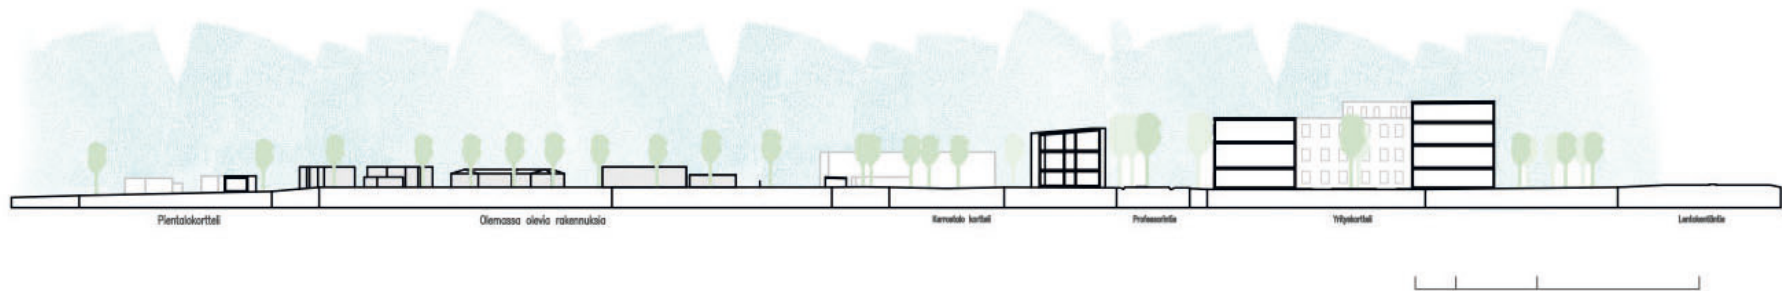 Pientalokortteli
Olemassa olevia rakennuksia
Kerrostalo kortteli
Professorintie
Yrityskortteli
Lentokentäntie